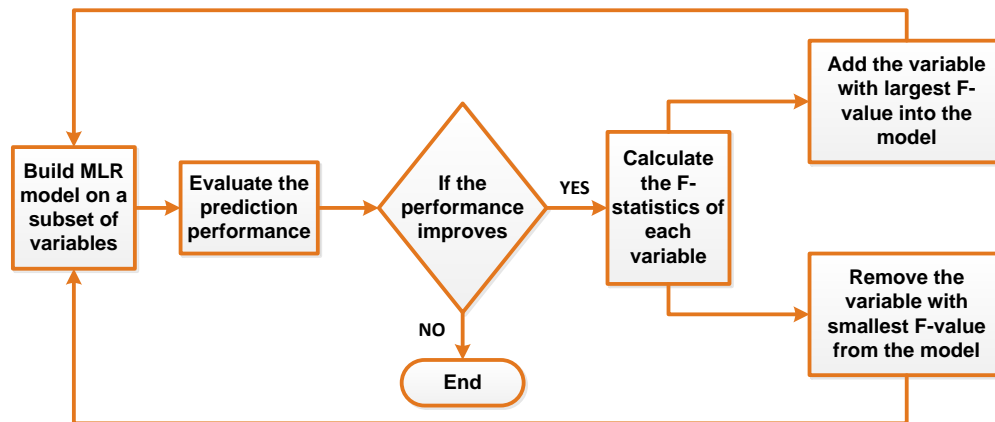 Build MLR
model on a
subset of
variables
Evaluate the
prediction
performance
If the
performance
improves
YES
NO
End
Calculate
the F-
statistics of
each
variable
Add the variable
with largest F-
value into the
model
Remove the
variable with
smallest F-value
from the model